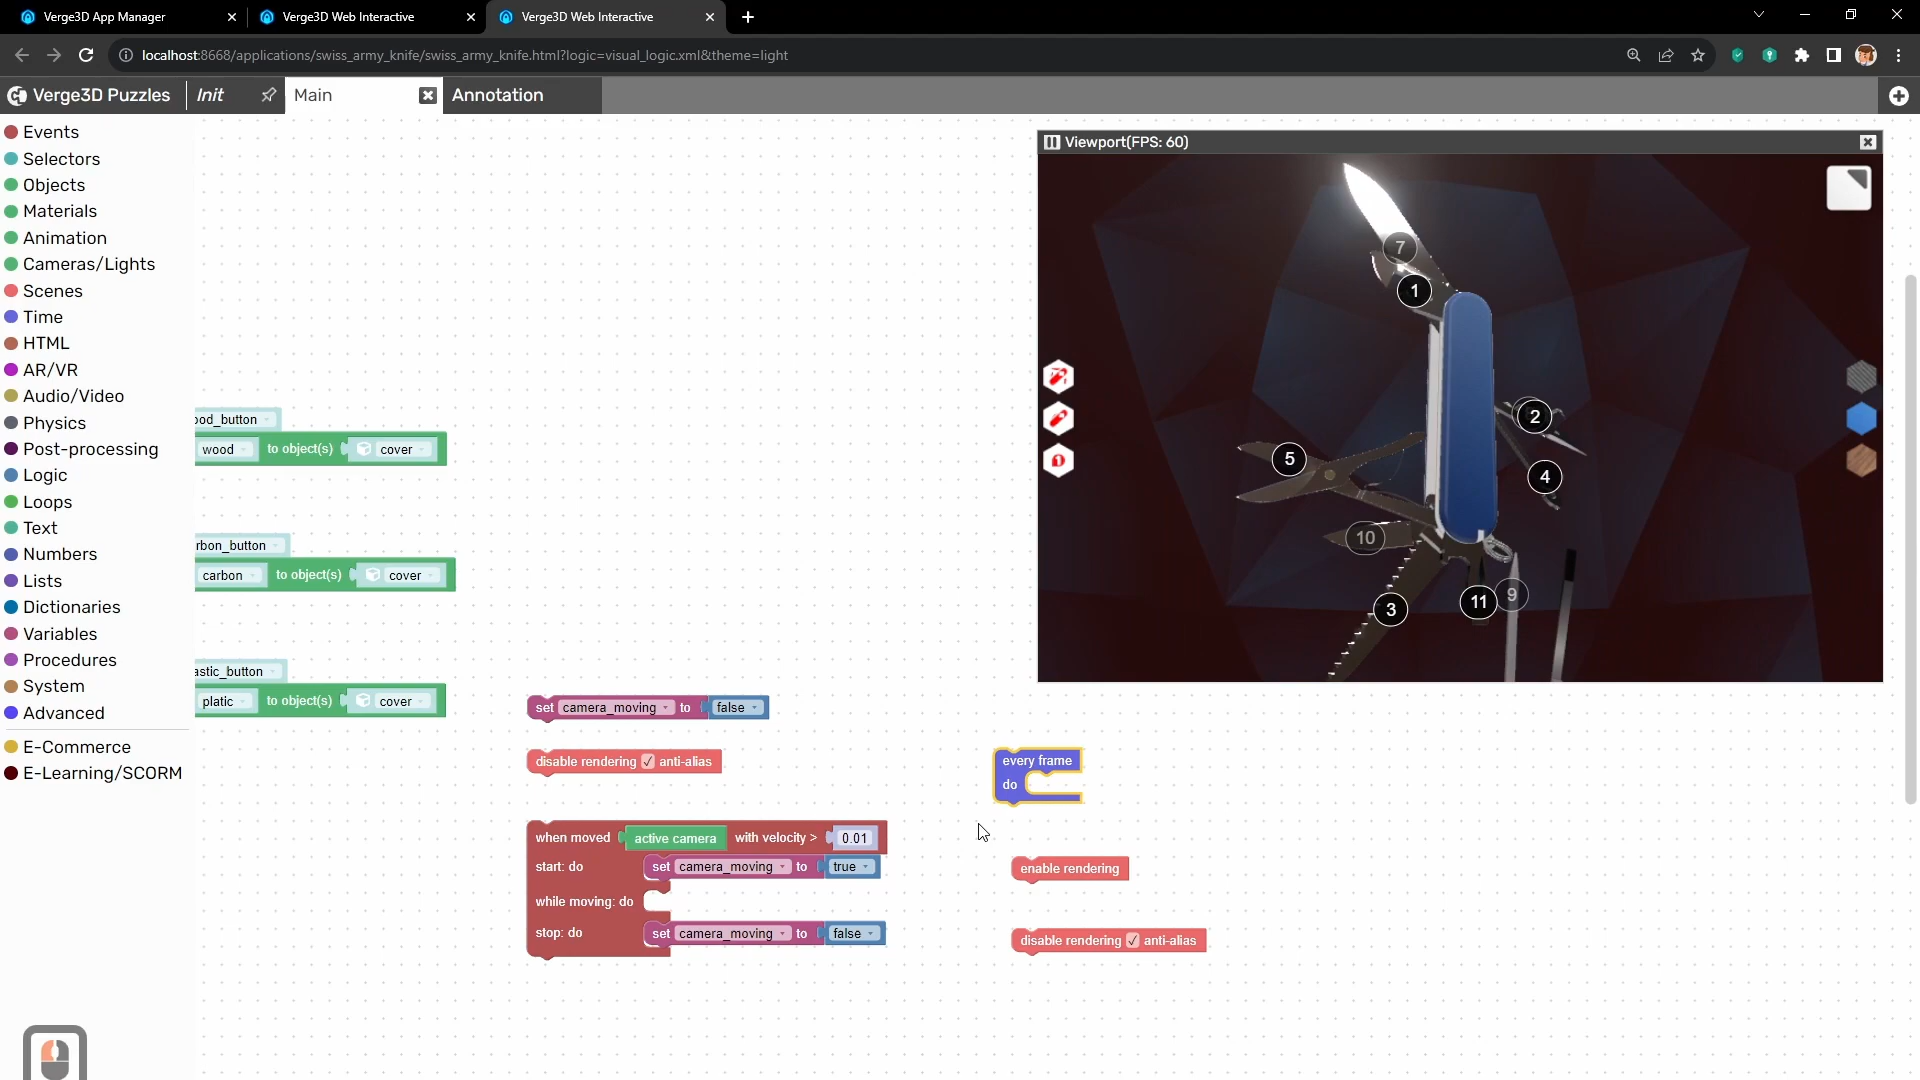 Verge3D App Manager
Verge3D Web Interactive
Verge3D Web Interactive
localhost:8668/applications/swiss_army_knife/swiss_army_knife.html?logic=visual_logic.xml&theme=light
Verge3D Puzzles
Init
Main
Annotation
Events
Selectors
Objects
Materials
Animation
Cameras/Lights
Scenes
Time
HTML
AR/VR
Audio/Video
Physics
Post-processing
Logic
Loops
Text
Numbers
Lists
Dictionaries
Variables
Procedures
System
Advanced
E-Commerce
E-Learning/SCORM
ood_button
wood to object(s) cover
rbon_button
carbon to object(s) cover
astic_button
platic to object(s) cover
set camera_moving to false
disable rendering anti-alias
when moved active camera with velocity > 0.01
start: do set camera_moving to true
while moving: do
stop: do set camera_moving to false
every frame
do
enable rendering
disable rendering anti-alias
Viewport(FPS: 60)
7
1
2
5
4
10
9
11
3